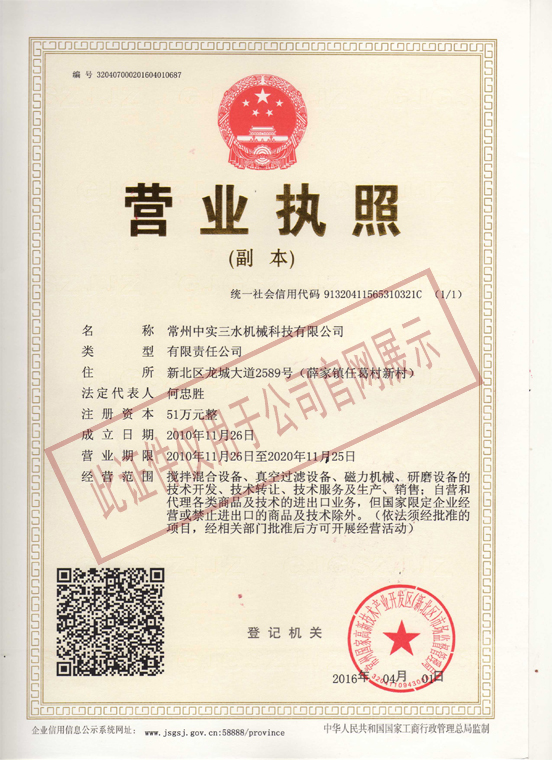 编 号 320407000201604010687
营业执照
(副 本)
统一社会信用代码 91320411565310321C (1/1)
名 称 常州中实三水机械科技有限公司
类 型 有限责任公司
住 所 新北区龙城大道2589号（薛家镇任葛村新村）
法定代表人 何忠胜
注 册 资 本 51万元整
成 立 日 期 2010年11月26日
营 业 期 限 2010年11月26日至2020年11月25日
经 营 范 围 搅拌混合设备、真空过滤设备、磁力机械、研磨设备的
技术开发、技术转让、技术服务及生产、销售；自营和
代理各类商品及技术的进出口业务，但国家限定企业经
营或禁止进出口的商品及技术除外。（依法须经批准的
项目，经相关部门批准后方可开展经营活动）
此证件仅用于公司官网展示
登 记 机 关
2016年 04月 01日
企业信用信息公示系统网址： www.jsgsj.gov.cn:58888/province
中华人民共和国国家工商行政管理总局监制